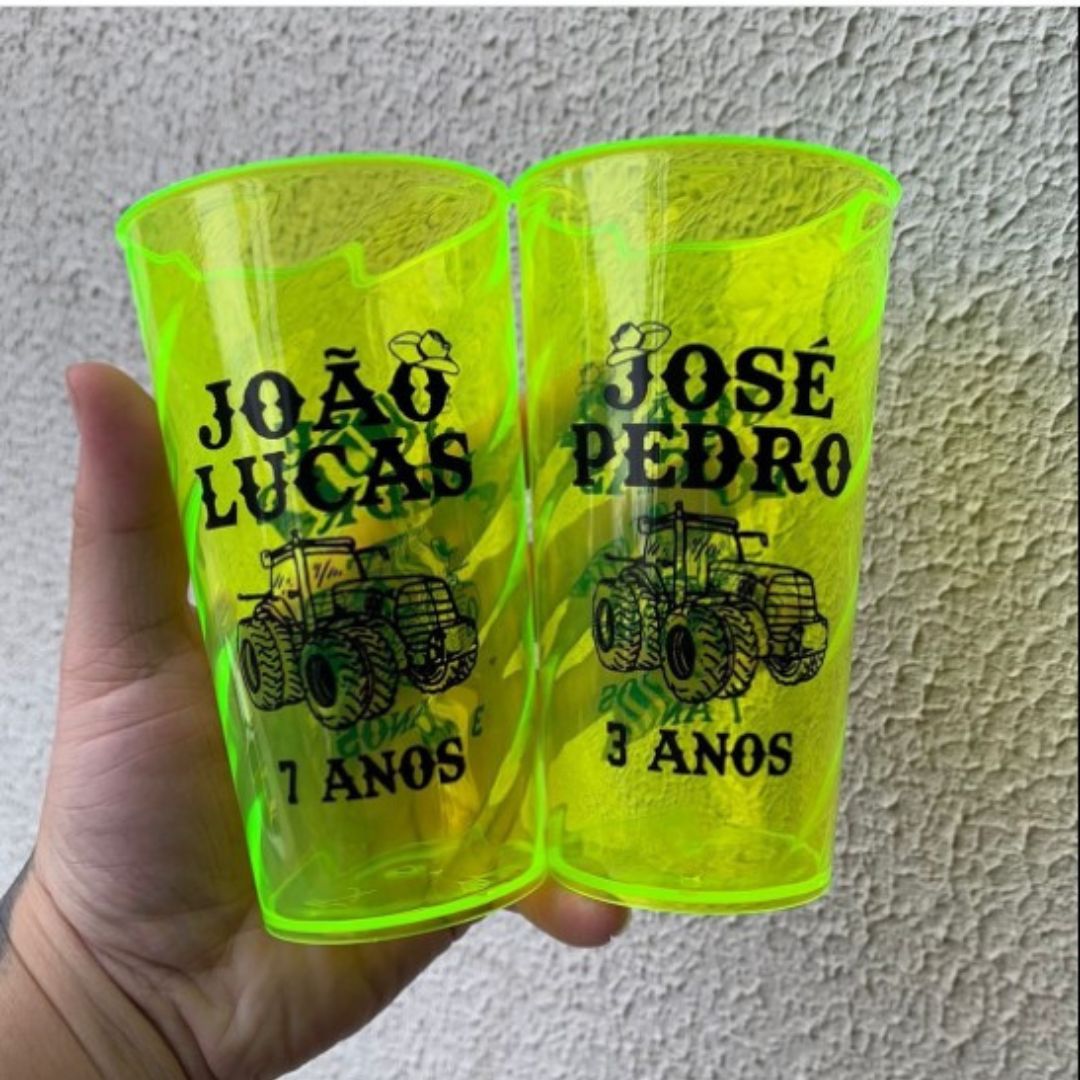 JOÃO
LUCAS
7 ANOS
JOSÉ
PEDRO
3 ANOS